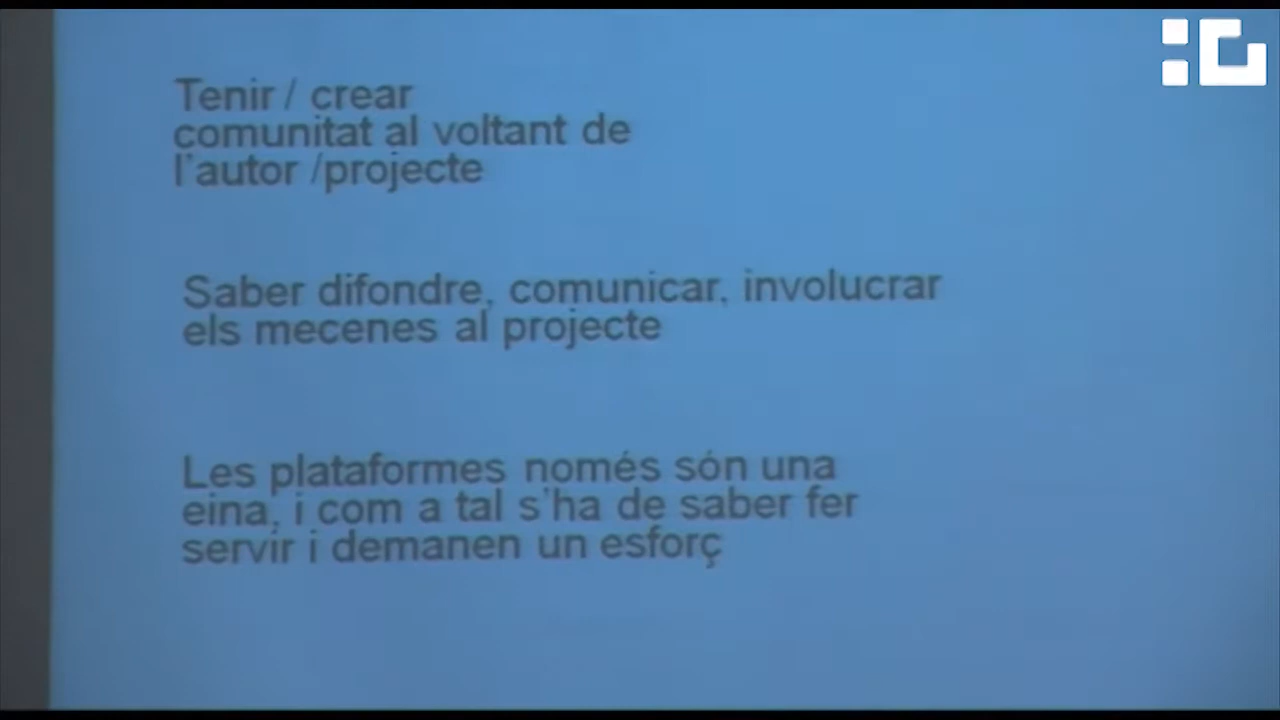 Tenir / crear
comunitat al voltant de
l'autor /projecte
Saber difondre, comunicar, involucrar
els mecenes al projecte
Les plataformes només són una
eina, i com a tal s'ha de saber fer
servir i demanen un esforç